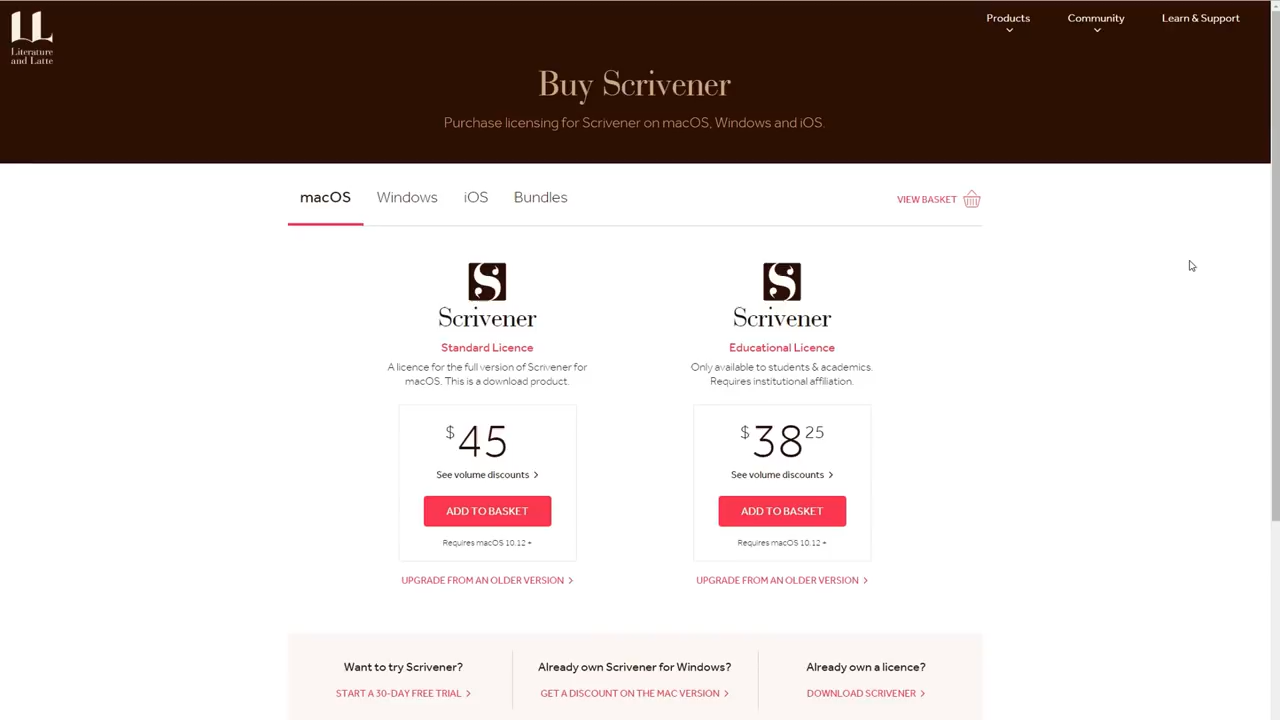 Products
Community
Learn & Support
LL
Literature
and Latte
Buy Scrivener
Purchase licensing for Scrivener on macOS, Windows and iOS.
macOS
Windows
iOS
Bundles
VIEW BASKET
S
Scrivener
Standard Licence
A licence for the full version of Scrivener for
macOS. This is a download product.
$45
See volume discounts >
ADD TO BASKET
Requires macOS 10.12 +
UPGRADE FROM AN OLDER VERSION >
S
Scrivener
Educational Licence
Only available to students & academics.
Requires institutional affiliation.
$38 25
See volume discounts >
ADD TO BASKET
Requires macOS 10.12 +
UPGRADE FROM AN OLDER VERSION >
Want to try Scrivener?
START A 30-DAY FREE TRIAL >
Already own Scrivener for Windows?
GET A DISCOUNT ON THE MAC VERSION >
Already own a licence?
DOWNLOAD SCRIVENER >